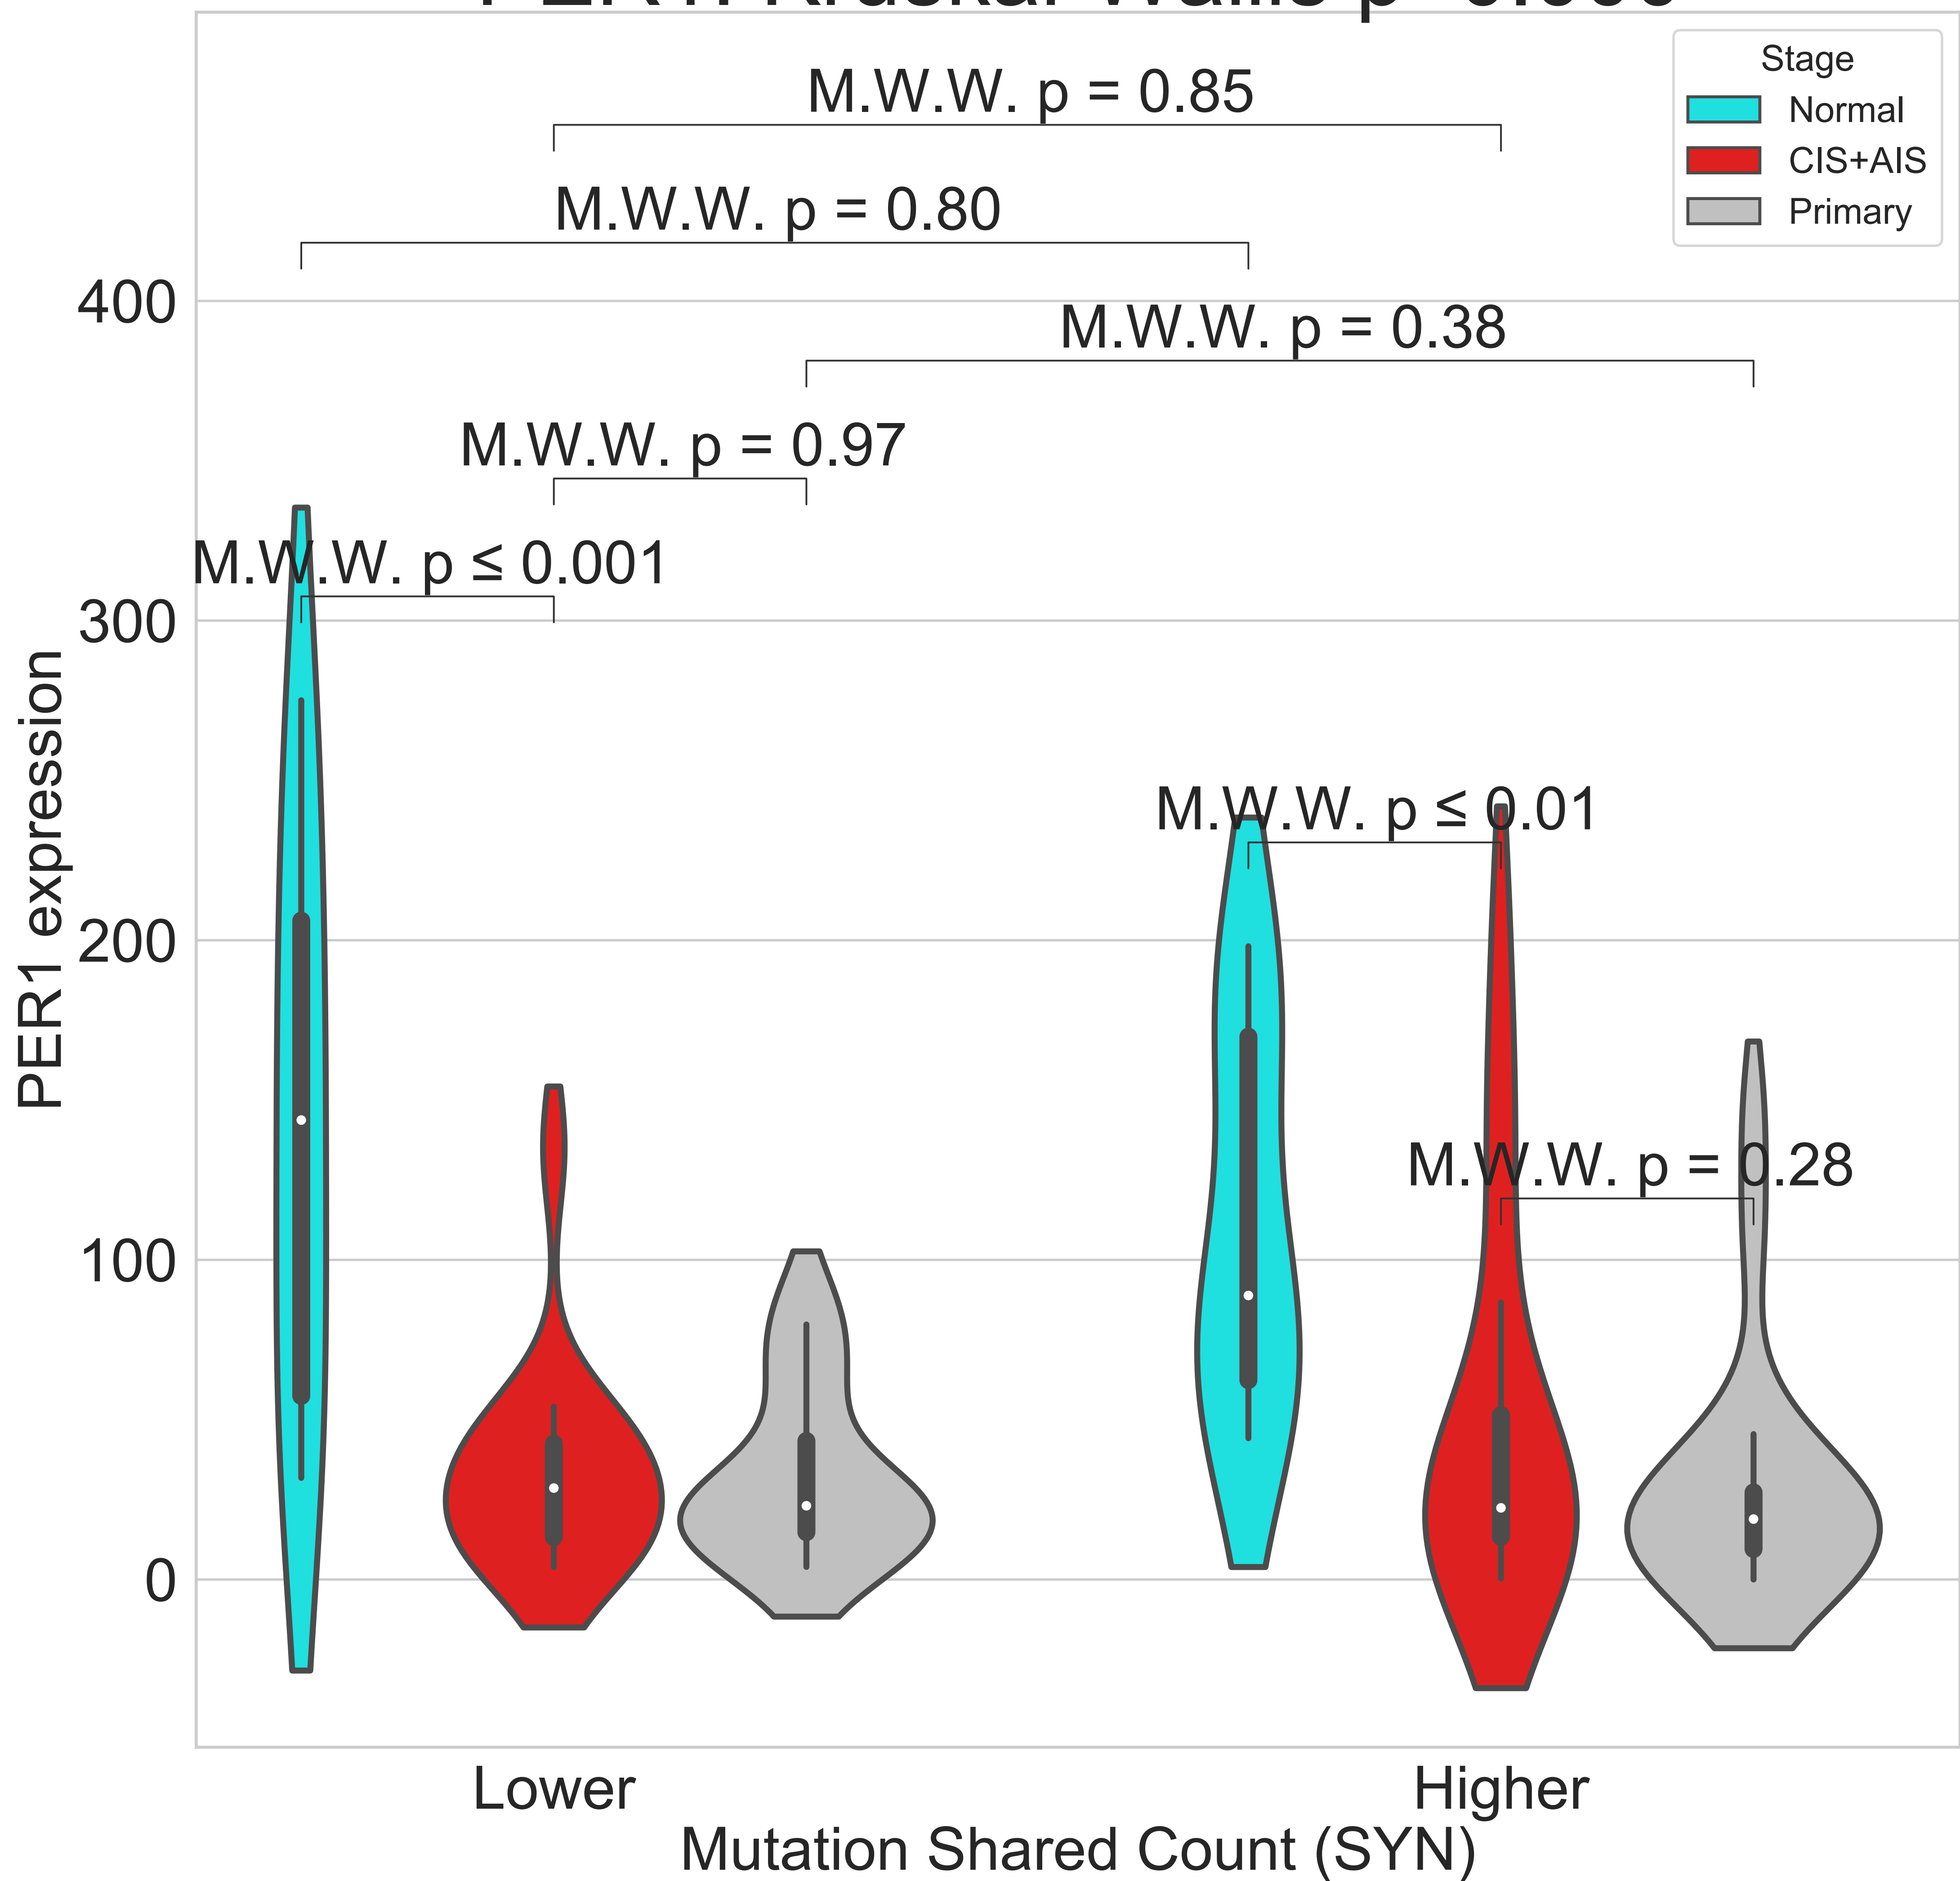 Stage
Normal
CIS+AIS
Primary
M.W.W. p = 0.85
M.W.W. p = 0.80
400
M.W.W. p = 0.38
M.W.W. p = 0.97
M.W.W. p ≤ 0.001
300
M.W.W. p ≤ 0.01
PER1 expression
200
M.W.W. p = 0.28
100
0
Lower
Higher
Mutation Shared Count (SYN)